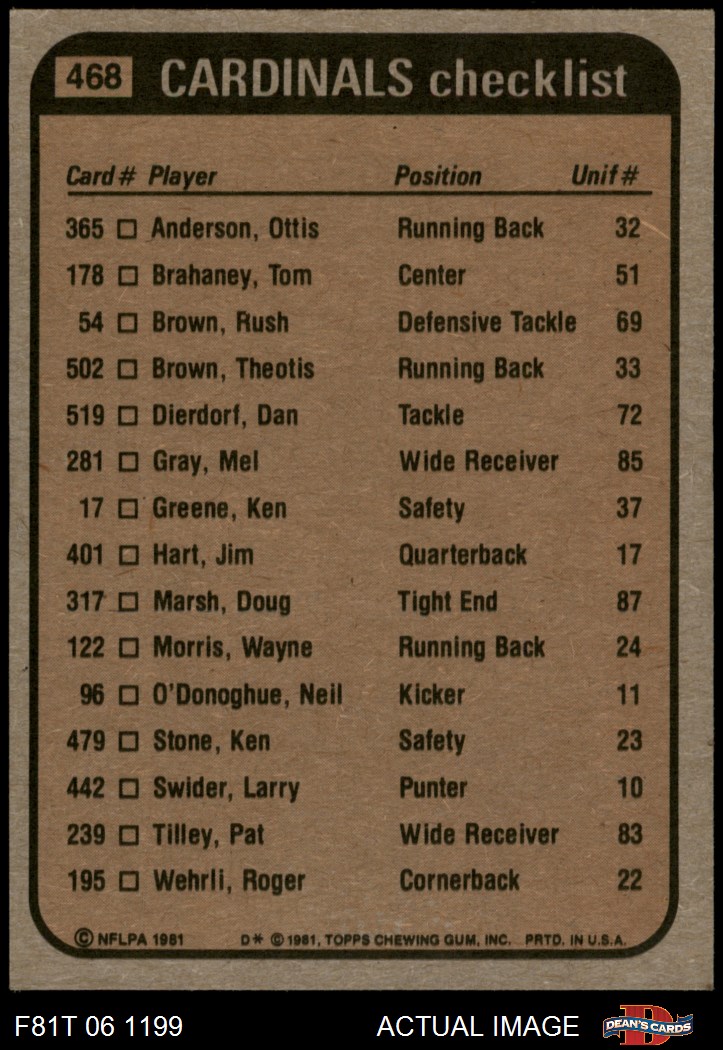 468 CARDINALS checklist
Card # Player Position Unif #
365 Anderson, Ottis Running Back 32
178 Brahaney, Tom Center 51
54 Brown, Rush Defensive Tackle 69
502 Brown, Theotis Running Back 33
519 Dierdorf, Dan Tackle 72
281 Gray, Mel Wide Receiver 85
17 Greene, Ken Safety 37
401 Hart, Jim Quarterback 17
317 Marsh, Doug Tight End 87
122 Morris, Wayne Running Back 24
96 O'Donoghue, Neil Kicker 11
479 Stone, Ken Safety 23
442 Swider, Larry Punter 10
239 Tilley, Pat Wide Receiver 83
195 Wehrli, Roger Cornerback 22
© NFLPA 1981 D* © 1981, TOPPS CHEWING GUM, INC. PRTD. IN U.S.A.
F81T 06 1199 ACTUAL IMAGE D DEAN'S CARDS